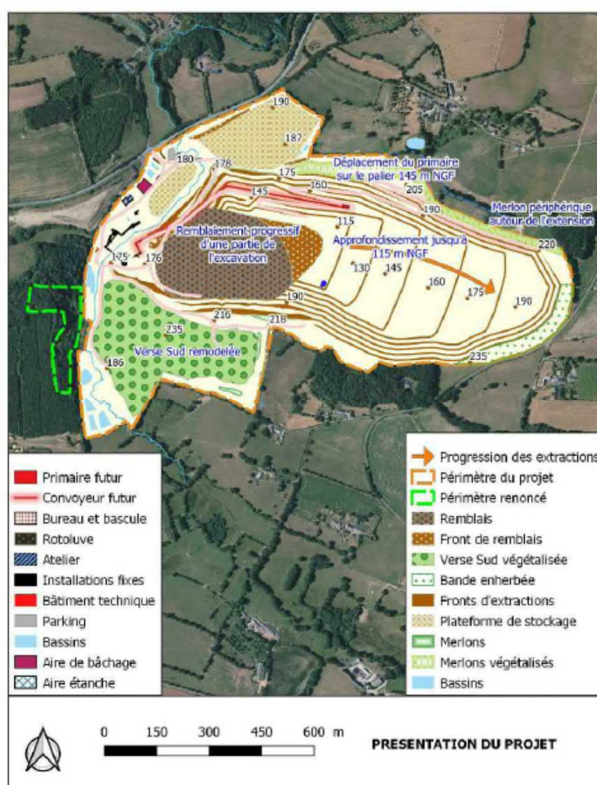 190
187
180
178
175
Déplacement du primaire
sur le palier 145 m NGF
160
205
145
190
Merlon périphérique
autour de l'extension
115
Remblaiement progressif
d'une partie de
l'excavation
Approfondissement jusqu'à
115 m NGF
220
175
176
130
145
160
175
190
190
216
218
235
Verse Sud remodelée
235
186
Primaire futur
Convoyeur futur
Bureau et bascule
Rotoluve
Atelier
Installations fixes
Bâtiment technique
Parking
Bassins
Aire de bâchage
Aire étanche
Progression des extractions
Périmètre du projet
Périmètre renoncé
Remblais
Front de remblais
Verse Sud végétalisée
Bande enherbée
Fronts d'extractions
Plateforme de stockage
Merlons
Merlons végétalisés
Bassins
0 150 300 450 600 m
PRESENTATION DU PROJET